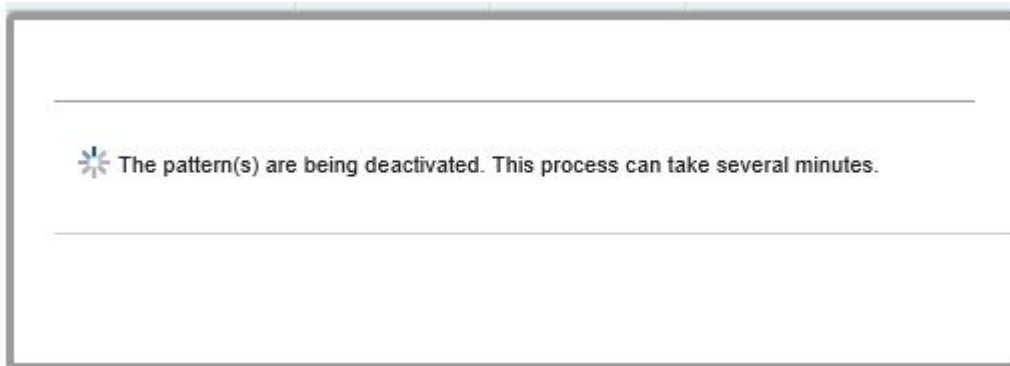 The pattern(s) are being deactivated. This process can take several minutes.